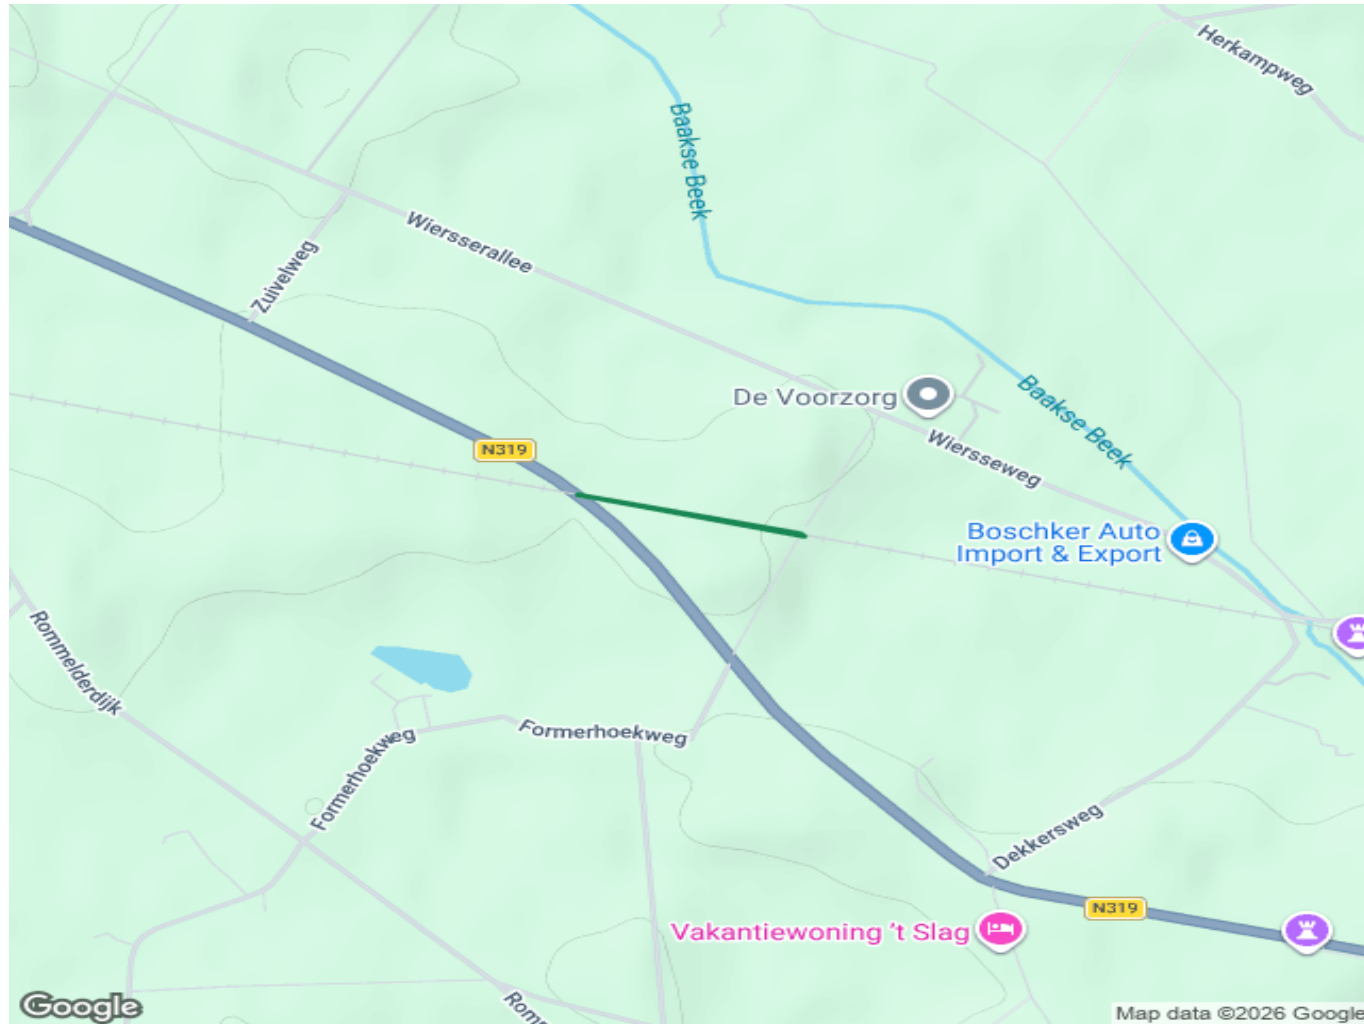 Herkampweg
Baakse Beek
Wiersserallee
Zuivelweg
De Voorzorg
Baakse Beek
Wiersseweg
N319
Boschker Auto
Import & Export
Rommelderdijk
Formerhoekweg
Formerhoekweg
Dekkersweg
N319
Vakantiewoning 't Slag
Google
Map data ©2026 Google